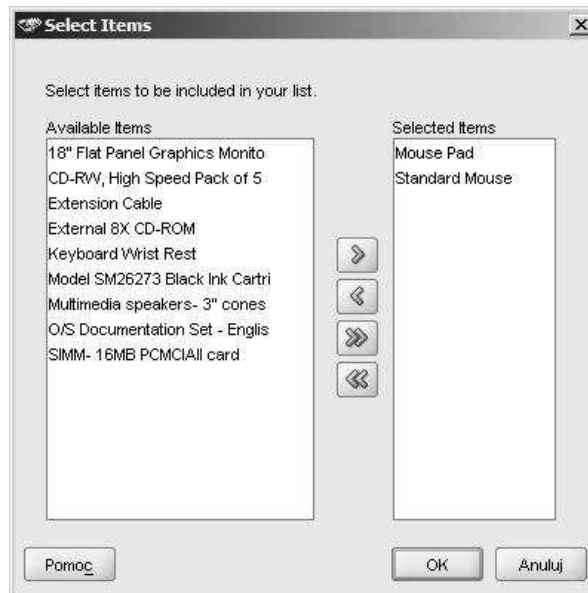 Select Items
Select items to be included in your list.
Available Items
18" Flat Panel Graphics Monito
CD-RW, High Speed Pack of 5
Extension Cable
External 8X CD-ROM
Keyboard Wrist Rest
Model SM26273 Black Ink Cartri
Multimedia speakers- 3" cones
O/S Documentation Set - Englis
SIMM- 16MB PCMCIAII card
Selected Items
Mouse Pad
Standard Mouse
Pomoc
OK
Anuluj